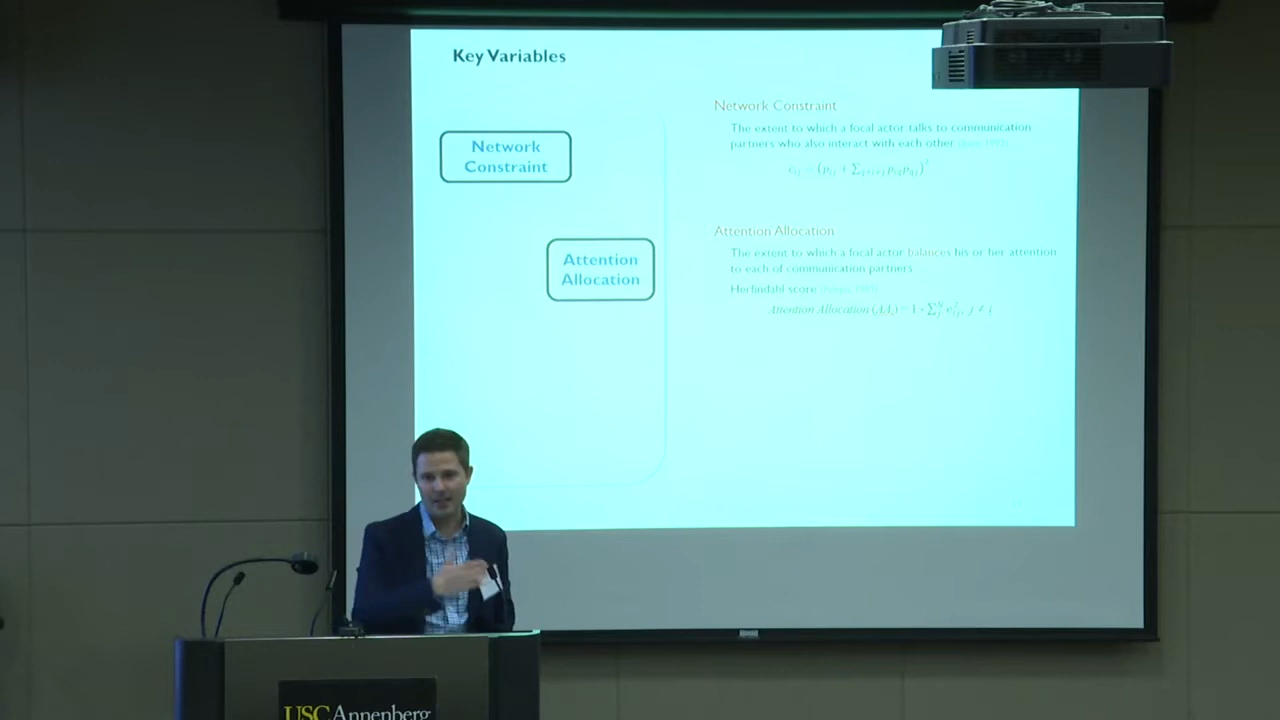 Key Variables
Network
Constraint
Attention
Allocation
Network Constraint
The extent to which a focal actor talks to communication
partners who also interact with each other
Attention Allocation
The extent to which a focal actor balances his or her attention
to each of communication partners
Herfindahl score
Attention Allocation
USC Annenberg